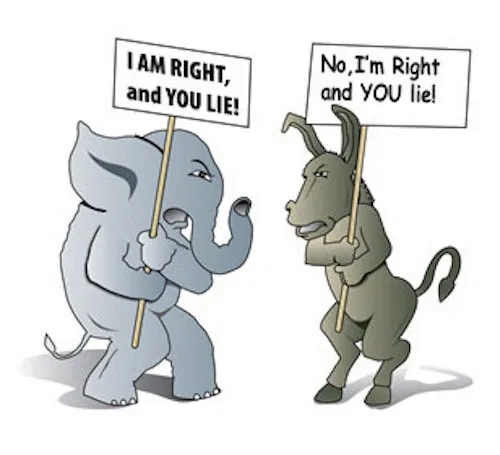 I AM RIGHT,
and YOU LIE!
No,I'm Right
and YOU lie!